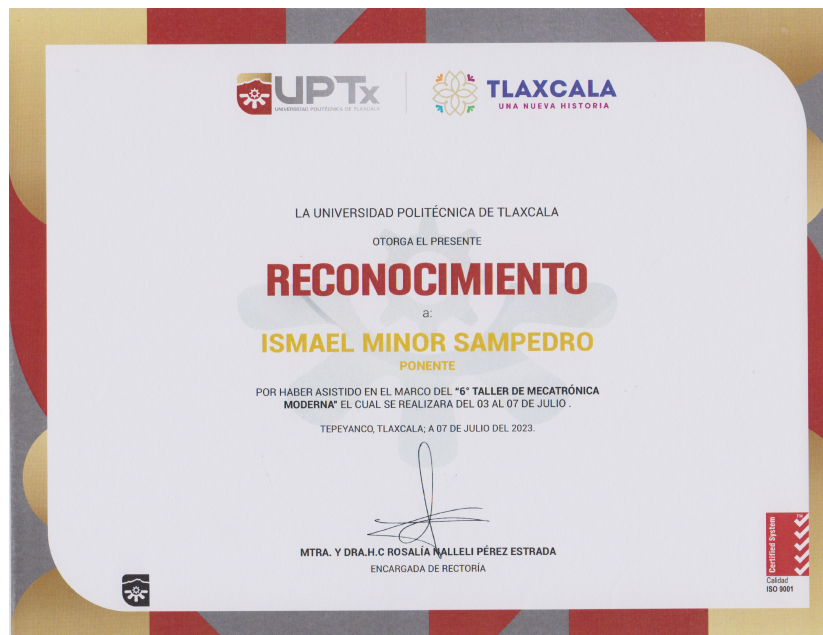 UPTx
UNIVERSIDAD POLITÉCNICA DE TLAXCALA
TLAXCALA
UNA NUEVA HISTORIA
LA UNIVERSIDAD POLITÉCNICA DE TLAXCALA
OTORGA EL PRESENTE
RECONOCIMIENTO
a:
ISMAEL MINOR SAMPEDRO
PONENTE
POR HABER ASISTIDO EN EL MARCO DEL “6° TALLER DE MECATRÓNICA
MODERNA” EL CUAL SE REALIZARA DEL 03 AL 07 DE JULIO .
TEPEYANCO, TLAXCALA; A 07 DE JULIO DEL 2023.
MTRA. Y DRA.H.C ROSALÍA NALLELI PÉREZ ESTRADA
ENCARGADA DE RECTORÍA
Certified System
TM
Calidad
ISO 9001